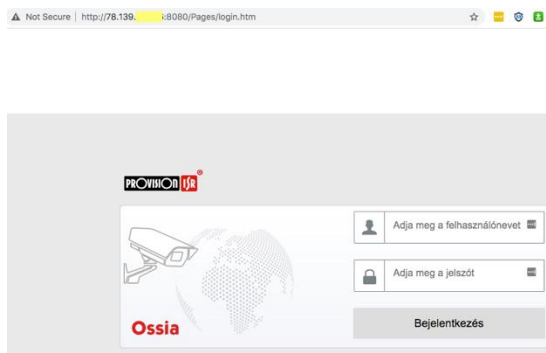 Not Secure http://78.139. :8080/Pages/login.htm
PROVISION ISR®
Adja meg a felhasználónevet
Adja meg a jelszót
Ossia
Bejelentkezés